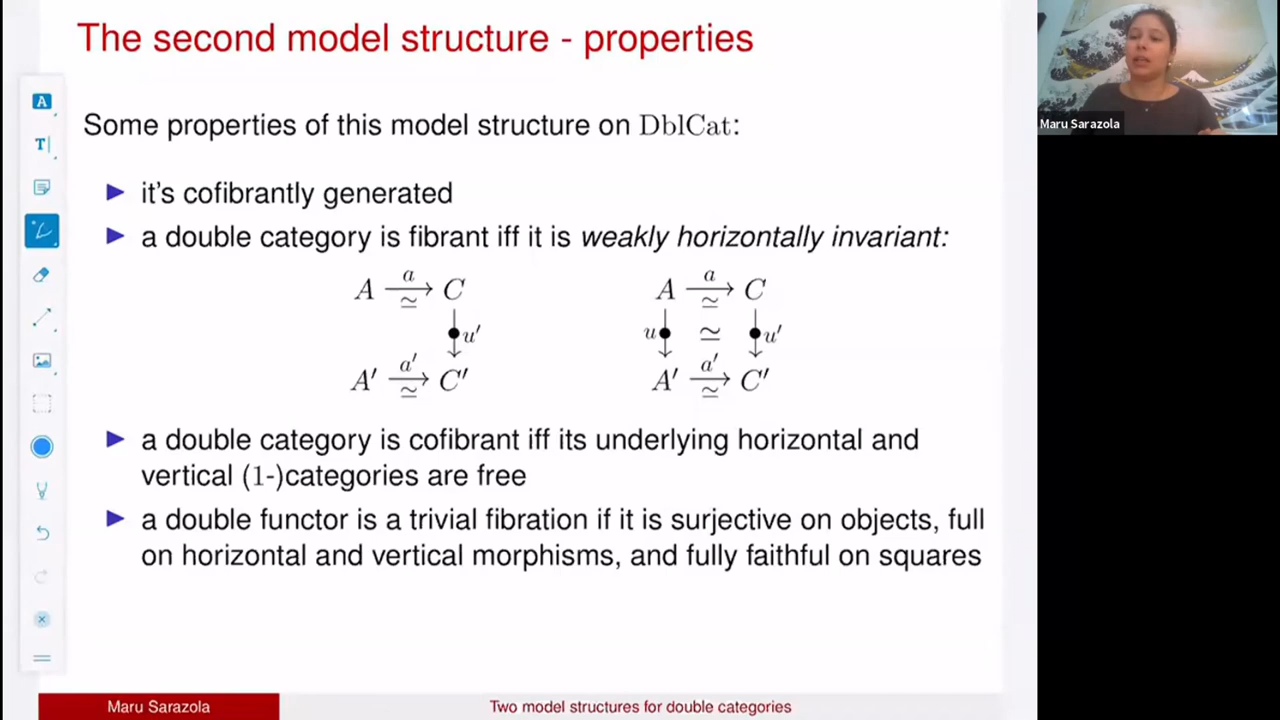 The second model structure - properties
Some properties of this model structure on DblCat:
▶ it's cofibrantly generated
▶ a double category is fibrant iff it is weakly horizontally invariant:
A a→≃ C
u'
A' a'→≃ C'
A a→≃ C
u ≃ u'
A' a'→≃ C'
▶ a double category is cofibrant iff its underlying horizontal and
vertical (1-)categories are free
▶ a double functor is a trivial fibration if it is surjective on objects, full
on horizontal and vertical morphisms, and fully faithful on squares
Maru Sarazola
Two model structures for double categories
Maru Sarazola
A
T